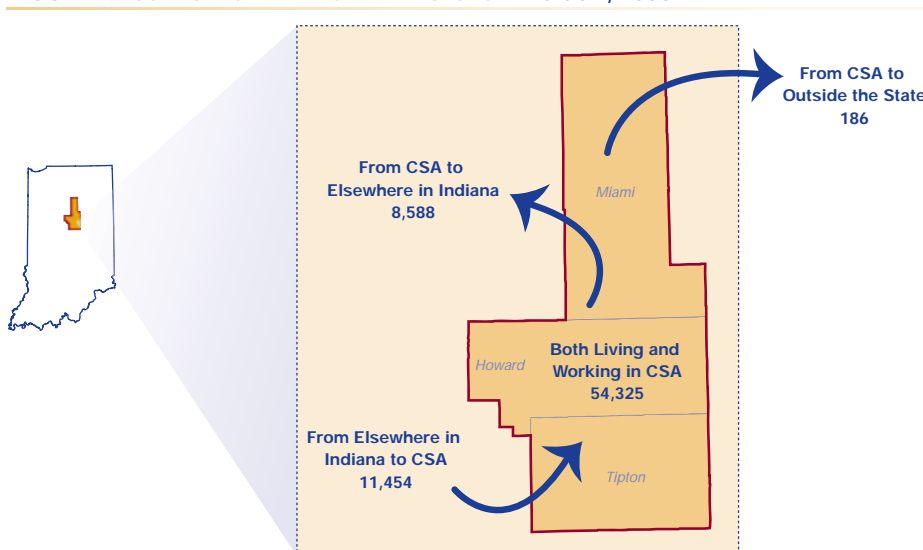 From CSA to
Outside the State
186
From CSA to
Elsewhere in Indiana
8,588
Miami
Howard
Both Living and
Working in CSA
54,325
From Elsewhere in
Indiana to CSA
11,454
Tipton